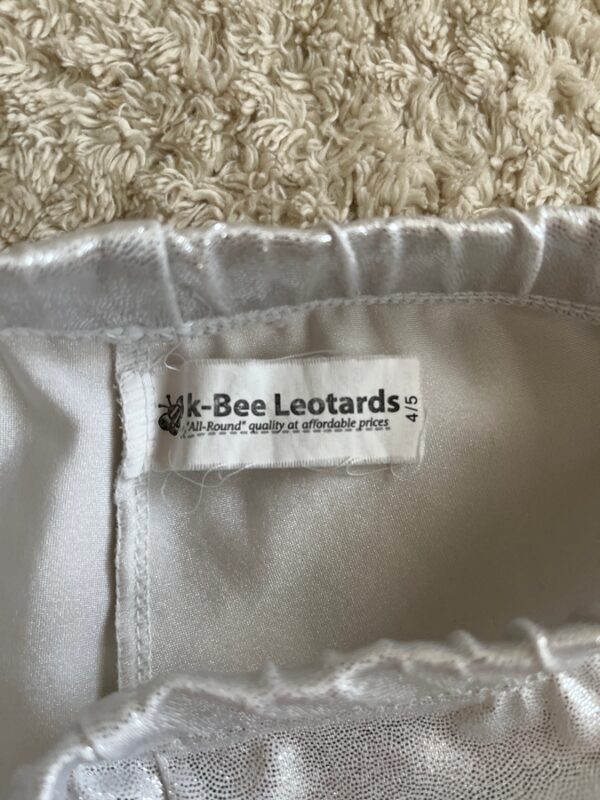 k-Bee Leotards
"All-Round" quality at affordable prices
4/5